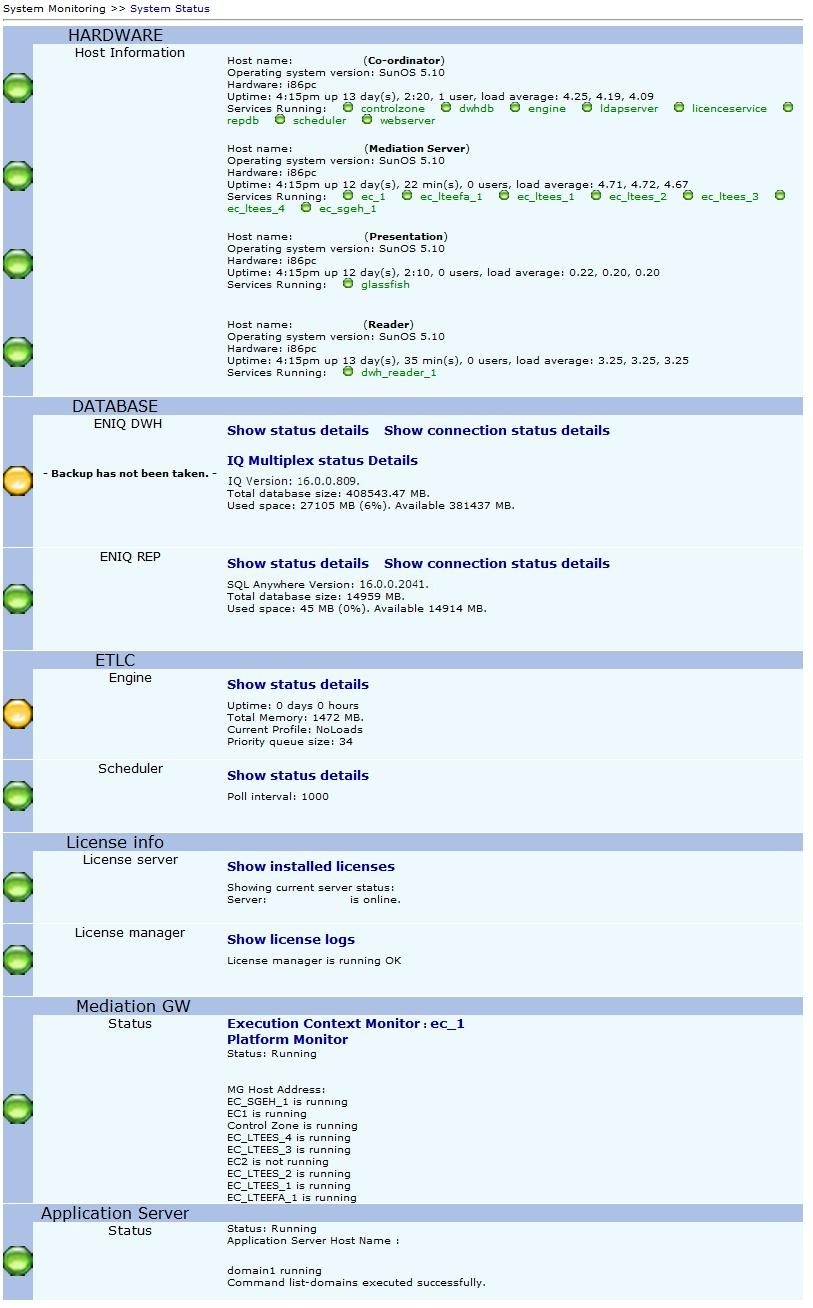 System Monitoring >> System Status
HARDWARE
Host Information
Host name: (Co-ordinator)
Operating system version: SunOS 5.10
Hardware: i86pc
Uptime: 4:15pm up 13 day(s), 2:20, 1 user, load average: 4.25, 4.19, 4.09
Services Running: controlzone dwhdb engine ldapserver licenceservice
repdb scheduler webserver
Host name: (Mediation Server)
Operating system version: SunOS 5.10
Hardware: i86pc
Uptime: 4:15pm up 12 day(s), 22 min(s), 0 users, load average: 4.71, 4.72, 4.67
Services Running: ec_1 ec_lteefa_1 ec_ltees_1 ec_ltees_2 ec_ltees_3
ec_ltees_4 ec_sgeh_1
Host name: (Presentation)
Operating system version: SunOS 5.10
Hardware: i86pc
Uptime: 4:15pm up 12 day(s), 2:10, 0 users, load average: 0.22, 0.20, 0.20
Services Running: glassfish
Host name: (Reader)
Operating system version: SunOS 5.10
Hardware: i86pc
Uptime: 4:15pm up 13 day(s), 35 min(s), 0 users, load average: 3.25, 3.25, 3.25
Services Running: dwh_reader_1
DATABASE
ENIQ DWH
- Backup has not been taken. -
Show status details Show connection status details
IQ Multiplex status Details
IQ Version: 16.0.0.809.
Total database size: 408543.47 MB.
Used space: 27105 MB (6%). Available 381437 MB.
ENIQ REP
Show status details Show connection status details
SQL Anywhere Version: 16.0.0.2041.
Total database size: 14959 MB.
Used space: 45 MB (0%). Available 14914 MB.
ETLC
Engine
Show status details
Uptime: 0 days 0 hours
Total Memory: 1472 MB.
Current Profile: NoLoads
Priority queue size: 34
Scheduler
Show status details
Poll interval: 1000
License info
License server
Show installed licenses
Showing current server status:
Server: is online.
License manager
Show license logs
License manager is running OK
Mediation GW
Status
Execution Context Monitor : ec_1
Platform Monitor
Status: Running
MG Host Address:
EC_SGEH_1 is running
EC1 is running
Control Zone is running
EC_LTEES_4 is running
EC_LTEES_3 is running
EC2 is not running
EC_LTEES_2 is running
EC_LTEES_1 is running
EC_LTEEFA_1 is running
Application Server
Status
Status: Running
Application Server Host Name :
domain1 running
Command list-domains executed successfully.